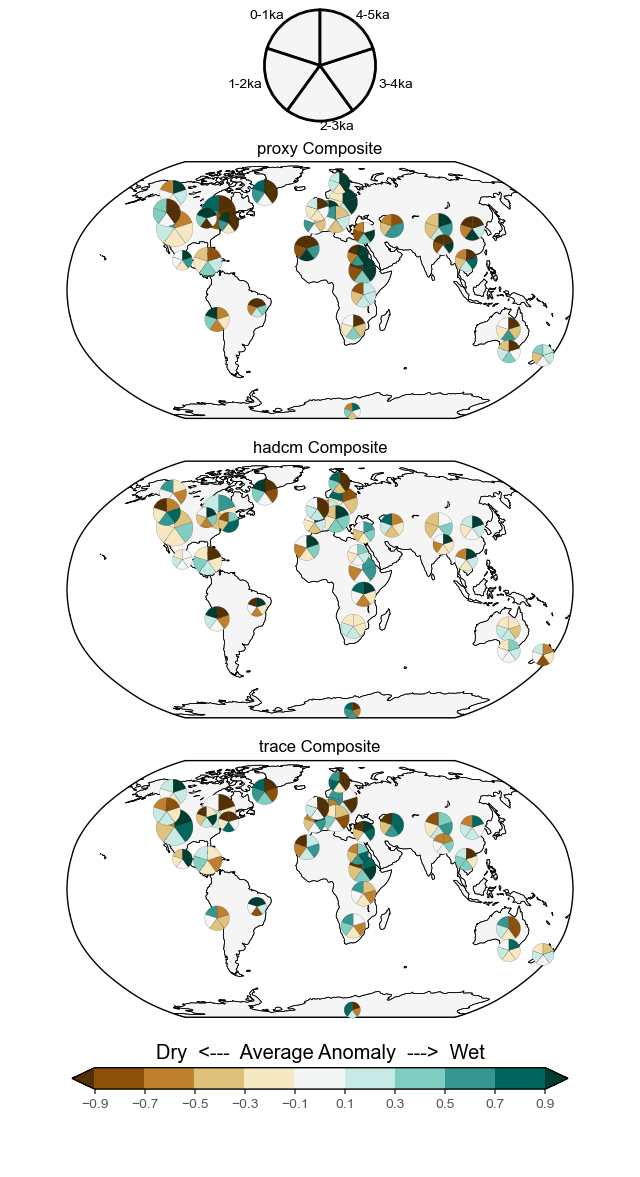 0-1ka 4-5ka
1-2ka 3-4ka
2-3ka
proxy Composite
hadcm Composite
trace Composite
Dry <--- Average Anomaly ---> Wet
−0.9 −0.7 −0.5 −0.3 −0.1 0.1 0.3 0.5 0.7 0.9